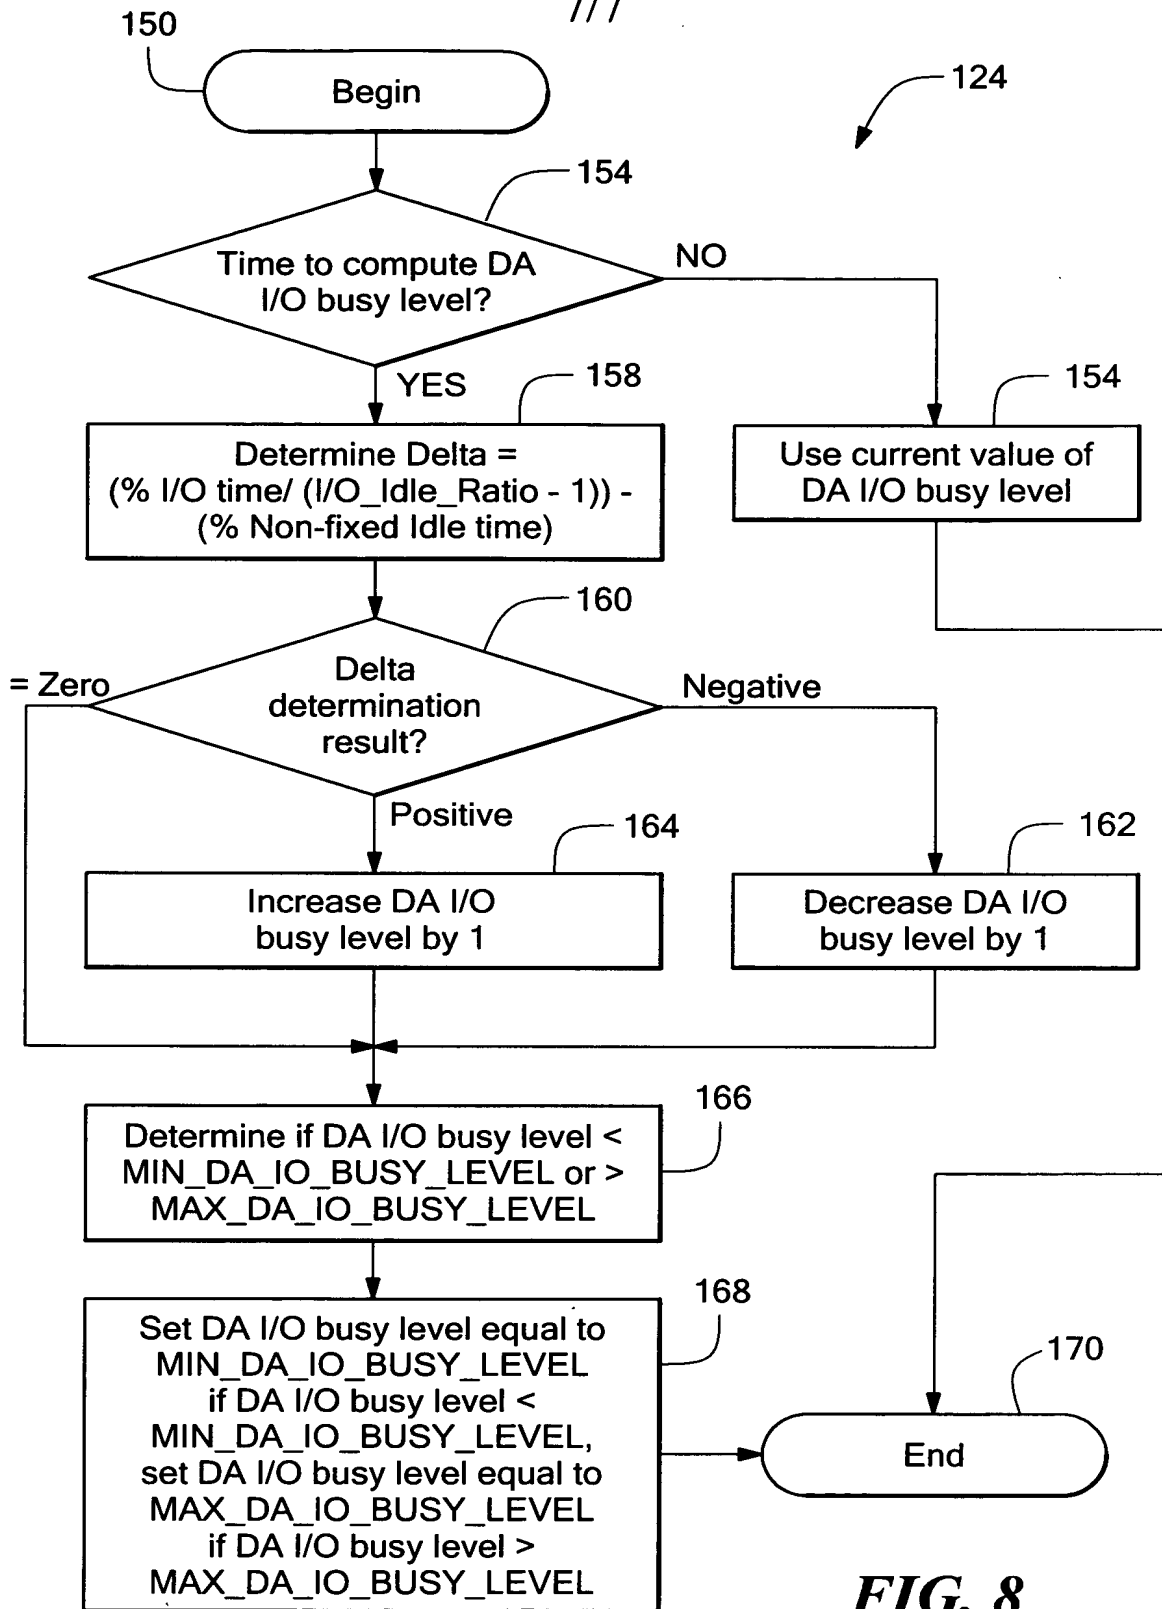 150
Begin
124
154
Time to compute DA
I/O busy level?
NO
YES
158
Determine Delta =
(% I/O time/ (I/O_Idle_Ratio - 1)) -
(% Non-fixed Idle time)
154
Use current value of
DA I/O busy level
160
= Zero
Delta
determination
result?
Negative
Positive
164
Increase DA I/O
busy level by 1
162
Decrease DA I/O
busy level by 1
166
Determine if DA I/O busy level <
MIN_DA_IO_BUSY_LEVEL or >
MAX_DA_IO_BUSY_LEVEL
168
Set DA I/O busy level equal to
MIN_DA_IO_BUSY_LEVEL
if DA I/O busy level <
MIN_DA_IO_BUSY_LEVEL,
set DA I/O busy level equal to
MAX_DA_IO_BUSY_LEVEL
if DA I/O busy level >
MAX_DA_IO_BUSY_LEVEL
170
End
FIG. 8